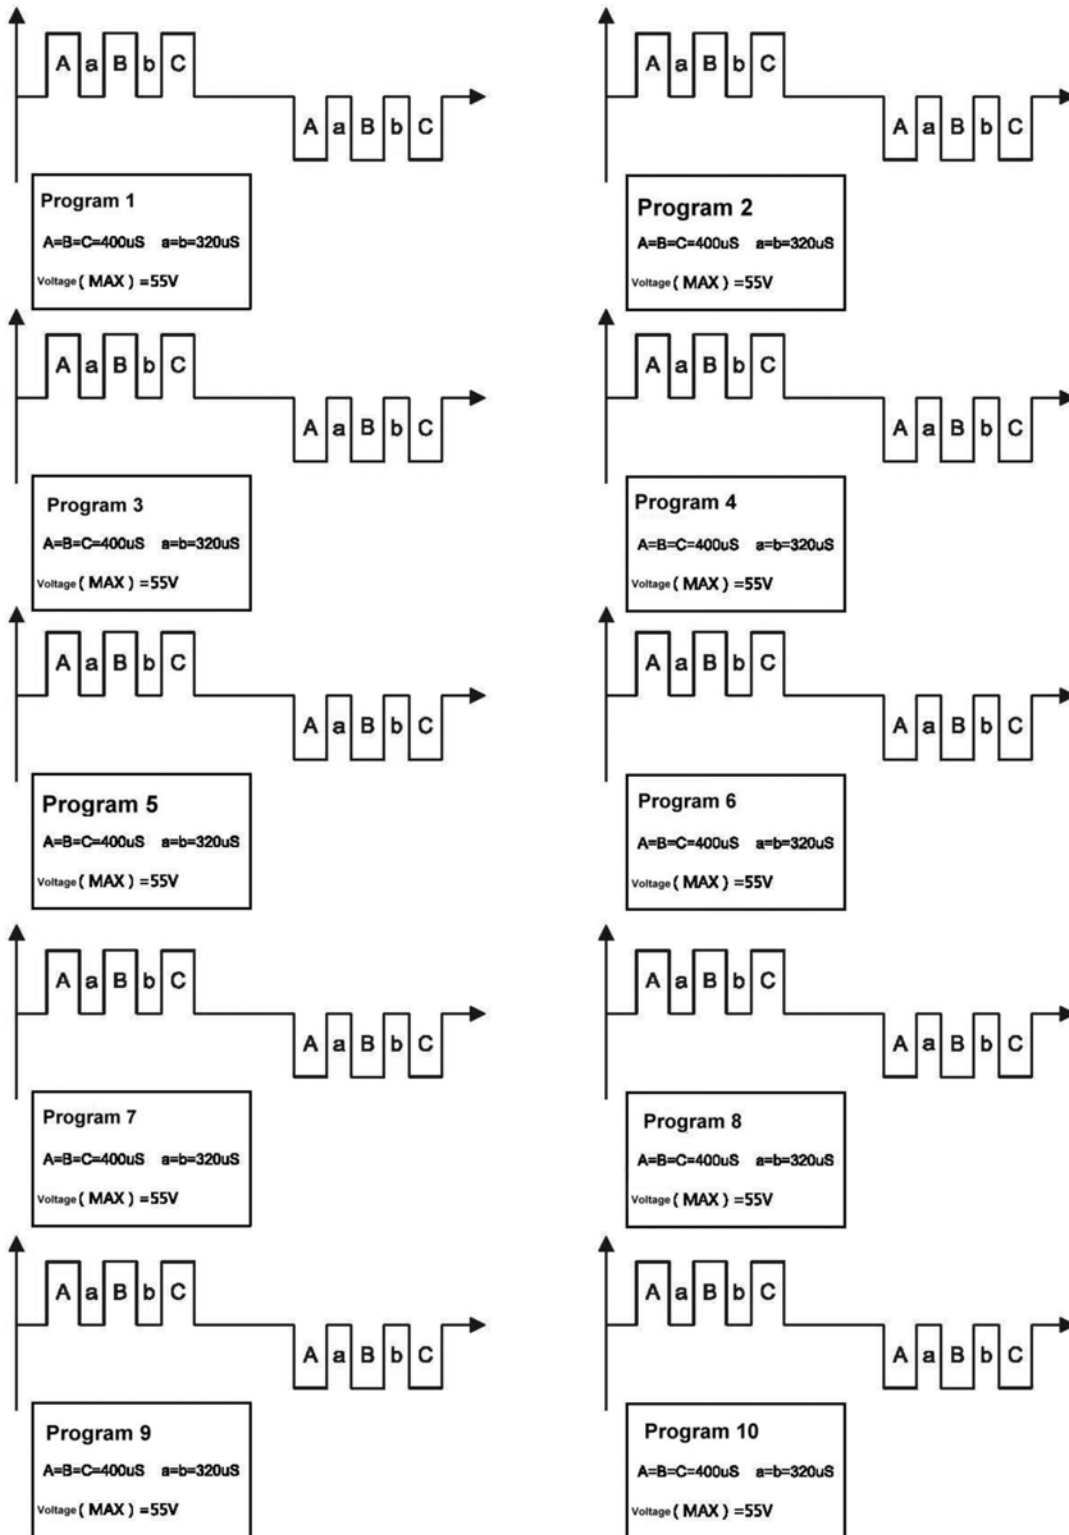 A a B b C
A a B b C
Program 1
A=B=C=400uS a=b=320uS
Voltage ( MAX ) =55V
A a B b C
A a B b C
Program 2
A=B=C=400uS a=b=320uS
Voltage ( MAX ) =55V
A a B b C
A a B b C
Program 3
A=B=C=400uS a=b=320uS
Voltage ( MAX ) =55V
A a B b C
A a B b C
Program 4
A=B=C=400uS a=b=320uS
Voltage ( MAX ) =55V
A a B b C
A a B b C
Program 5
A=B=C=400uS a=b=320uS
Voltage ( MAX ) =55V
A a B b C
A a B b C
Program 6
A=B=C=400uS a=b=320uS
Voltage ( MAX ) =55V
A a B b C
A a B b C
Program 7
A=B=C=400uS a=b=320uS
Voltage ( MAX ) =55V
A a B b C
A a B b C
Program 8
A=B=C=400uS a=b=320uS
Voltage ( MAX ) =55V
A a B b C
A a B b C
Program 9
A=B=C=400uS a=b=320uS
Voltage ( MAX ) =55V
A a B b C
A a B b C
Program 10
A=B=C=400uS a=b=320uS
Voltage ( MAX ) =55V